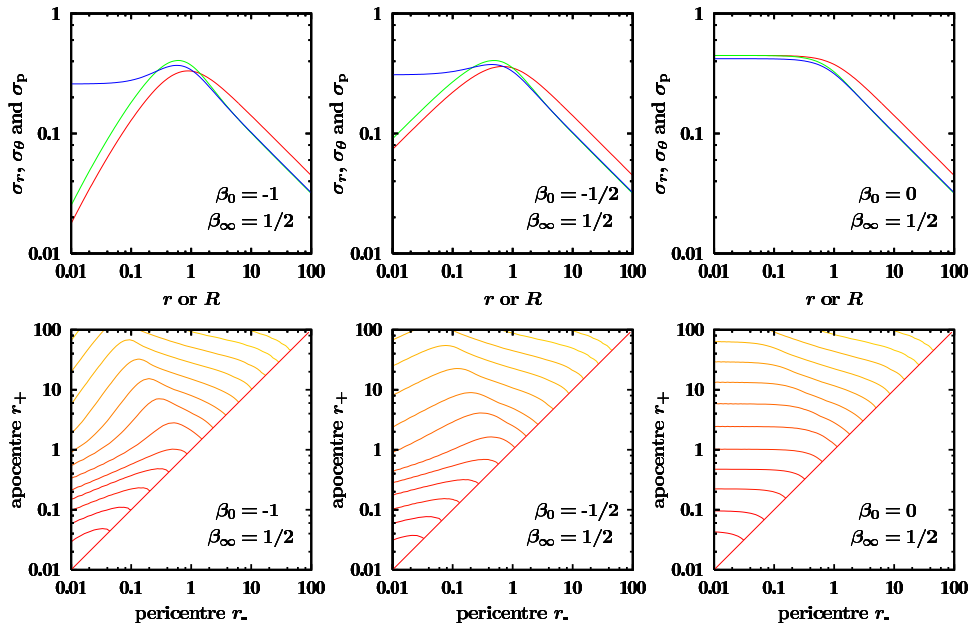 σr, σθ and σp
1
0.1
0.01
β0 = -1
β∞ = 1/2
0.01 0.1 1 10 100
r or R
σr, σθ and σp
1
0.1
0.01
β0 = -1/2
β∞ = 1/2
0.01 0.1 1 10 100
r or R
σr, σθ and σp
1
0.1
0.01
β0 = 0
β∞ = 1/2
0.01 0.1 1 10 100
r or R
apocentre r+
100
10
1
0.1
0.01
β0 = -1
β∞ = 1/2
0.01 0.1 1 10 100
pericentre r-
apocentre r+
100
10
1
0.1
0.01
β0 = -1/2
β∞ = 1/2
0.01 0.1 1 10 100
pericentre r-
apocentre r+
100
10
1
0.1
0.01
β0 = 0
β∞ = 1/2
0.01 0.1 1 10 100
pericentre r-